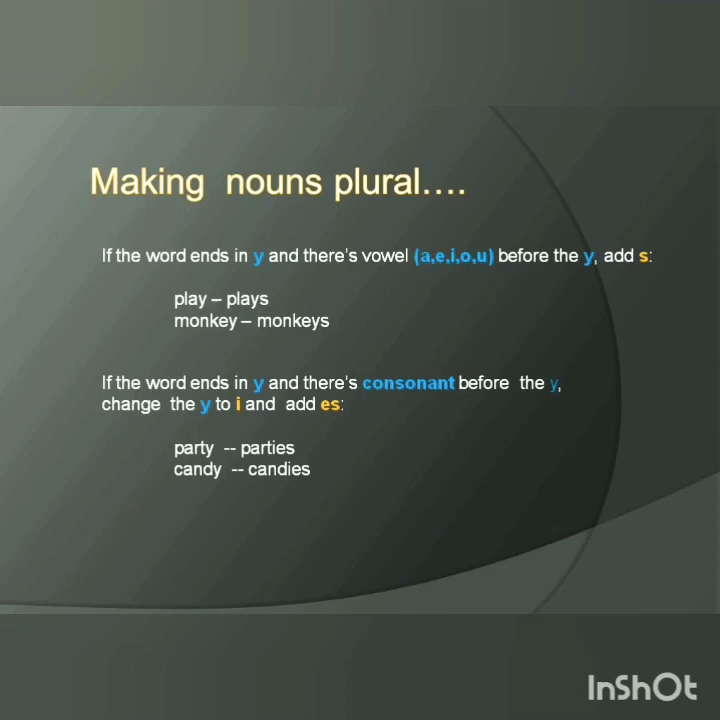 Making nouns plural....
If the word ends in y and there's vowel (a,e,i,o,u) before the y, add s:
play – plays
monkey – monkeys
If the word ends in y and there's consonant before the y,
change the y to i and add es:
party -- parties
candy -- candies
InShOt